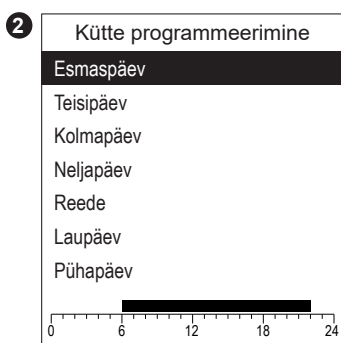 2
Kütte programmeerimine
Esmaspäev
Teisipäev
Kolmapäev
Neljapäev
Reede
Laupäev
Pühapäev
0 6 12 18 24